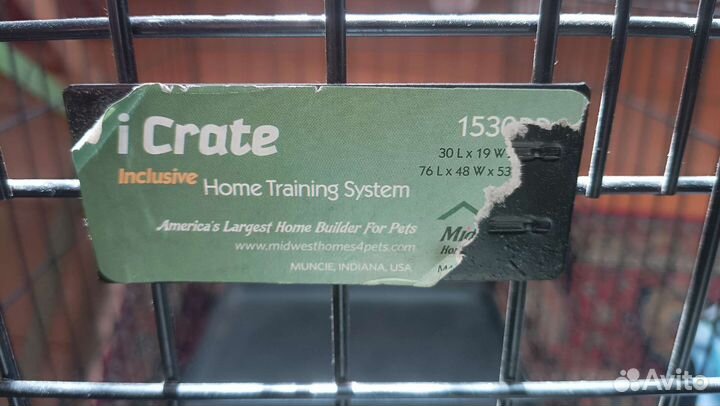 i Crate
1530
30 L x 19 W
76 L x 48 W x 53
Inclusive Home Training System
America's Largest Home Builder For Pets
www.midwesthomes4pets.com
MUNCIE, INDIANA, USA
Avito